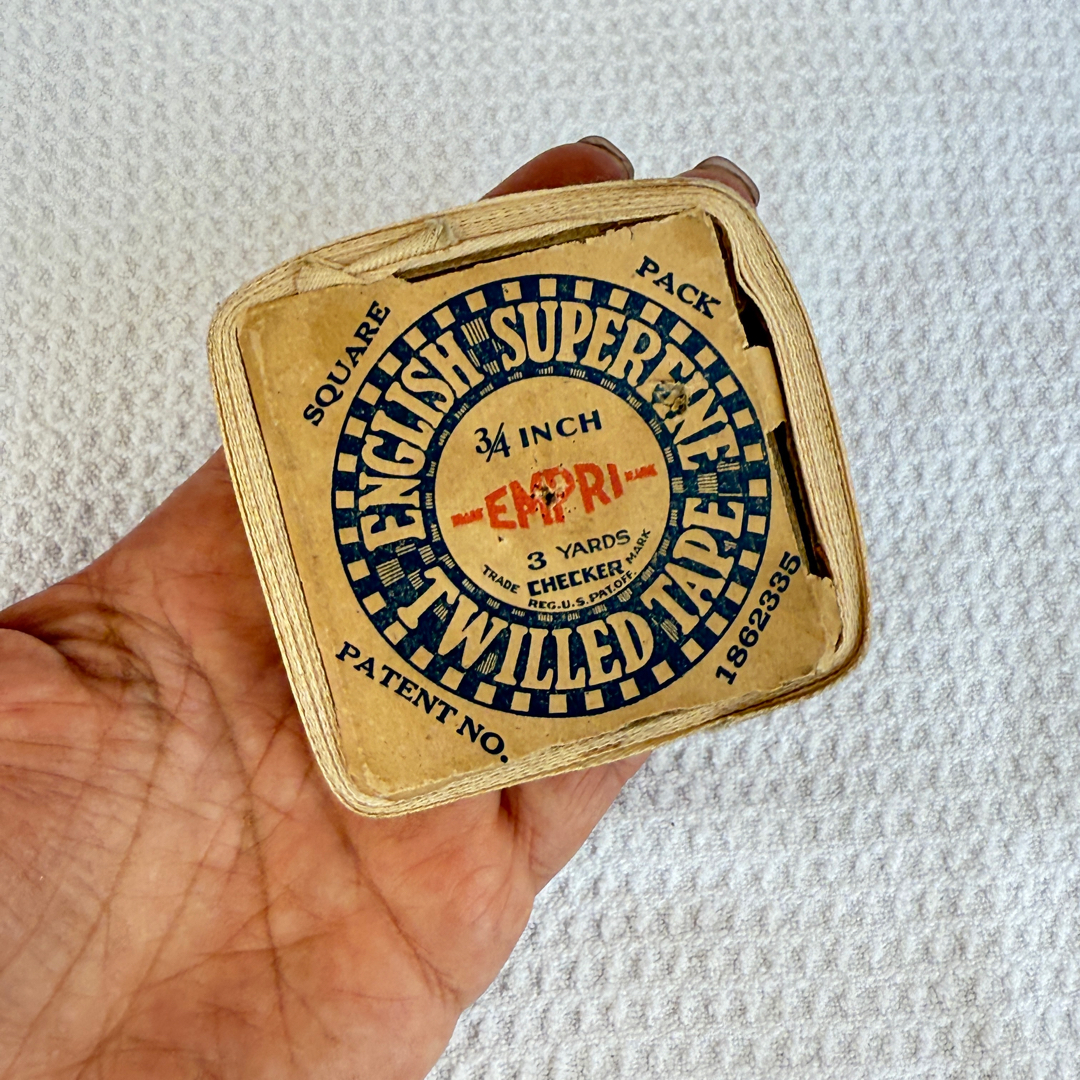 SQUARE PACK
ENGLISH SUPERFINE
3/4 INCH
EMPRI
3 YARDS
TRADE CHECKER MARK
REG. U.S. PAT. OFF.
TWILLED TAPE
PATENT NO. 1862335